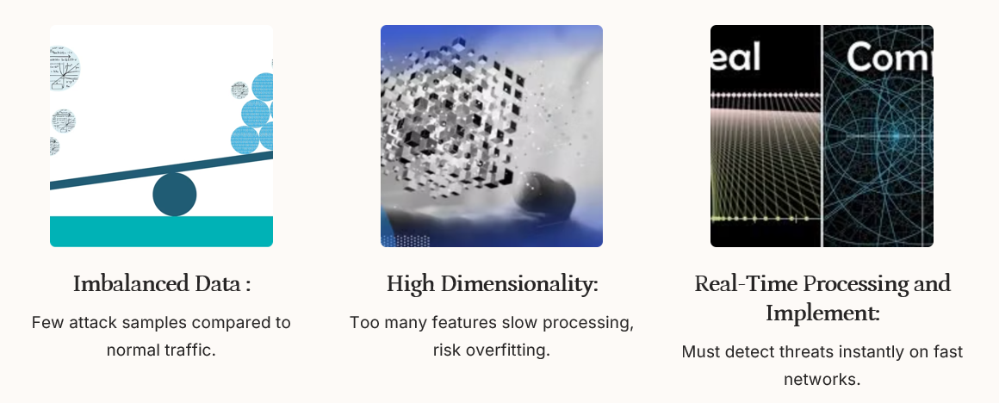 eal
Comp
Imbalanced Data :
Few attack samples compared to
normal traffic.
High Dimensionality:
Too many features slow processing,
risk overfitting.
Real-Time Processing and
Implement:
Must detect threats instantly on fast
networks.